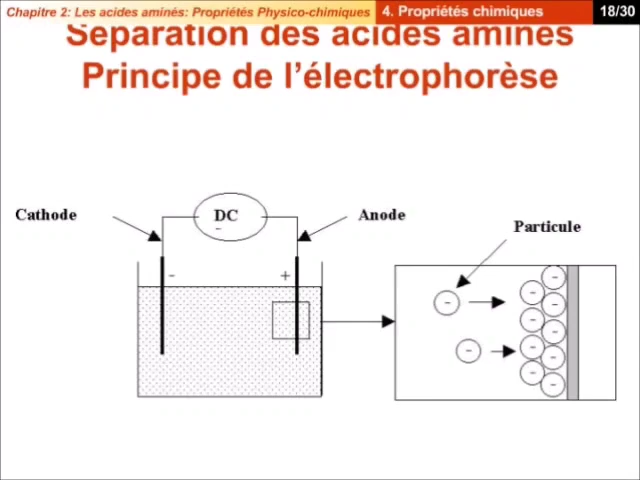 Chapitre 2: Les acides aminés: Propriétés Physico-chimiques
4. Propriétés chimiques
18/30
Séparation des acides aminés
Principe de l'électrophorèse
Cathode
DC
-
Anode
Particule
-
+
-
-
-
-
-
-
-
-
-
-
-